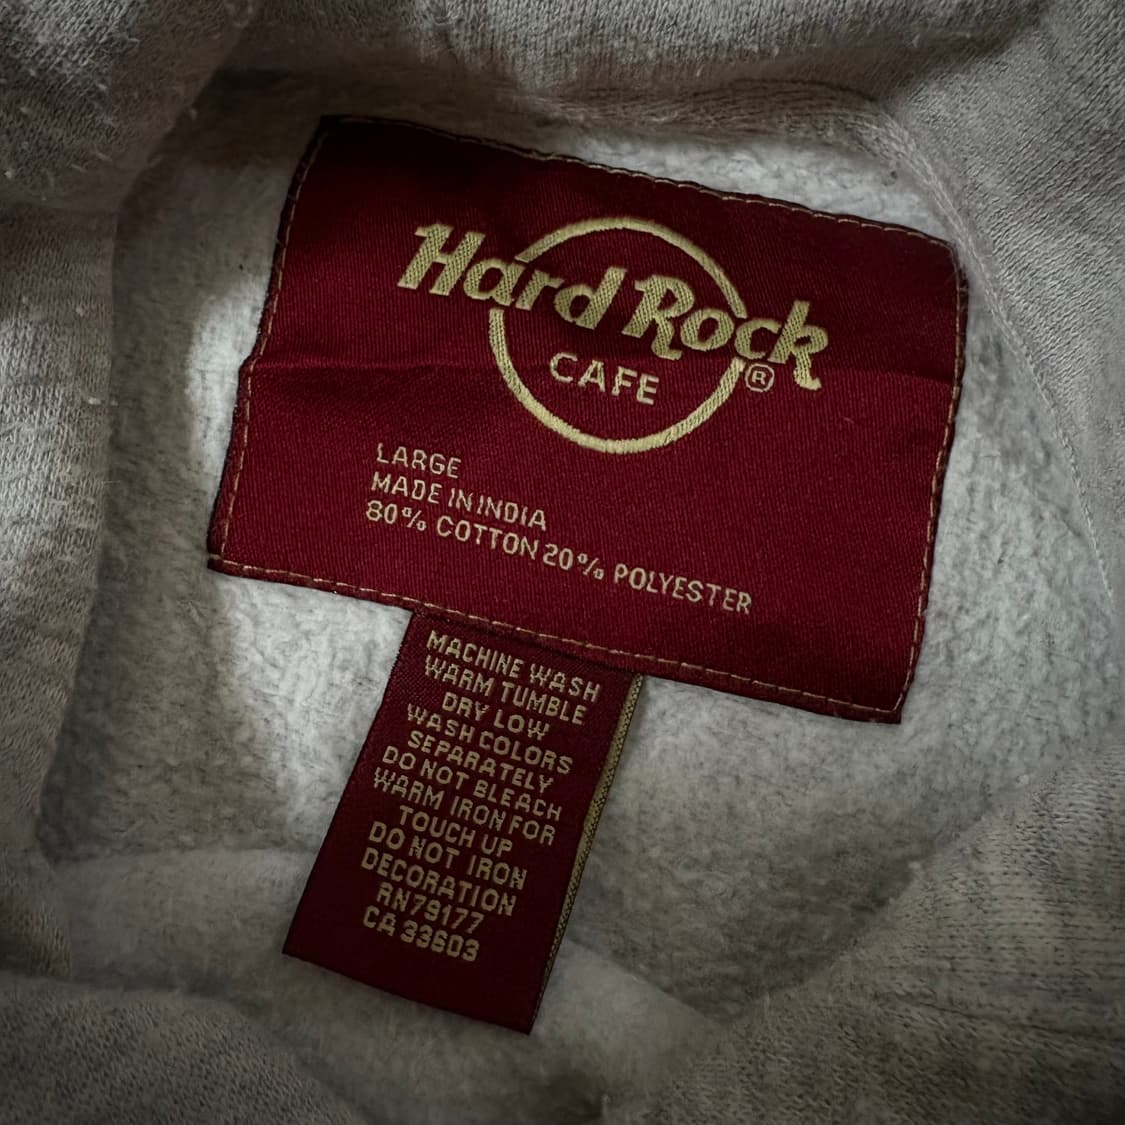 Hard Rock
CAFE
®
LARGE
MADE IN INDIA
80% COTTON 20% POLYESTER
MACHINE WASH
WARM TUMBLE
DRY LOW
WASH COLORS
SEPARATELY
DO NOT BLEACH
WARM IRON FOR
TOUCH UP
DO NOT IRON
DECORATION
RN79177
CA 33603